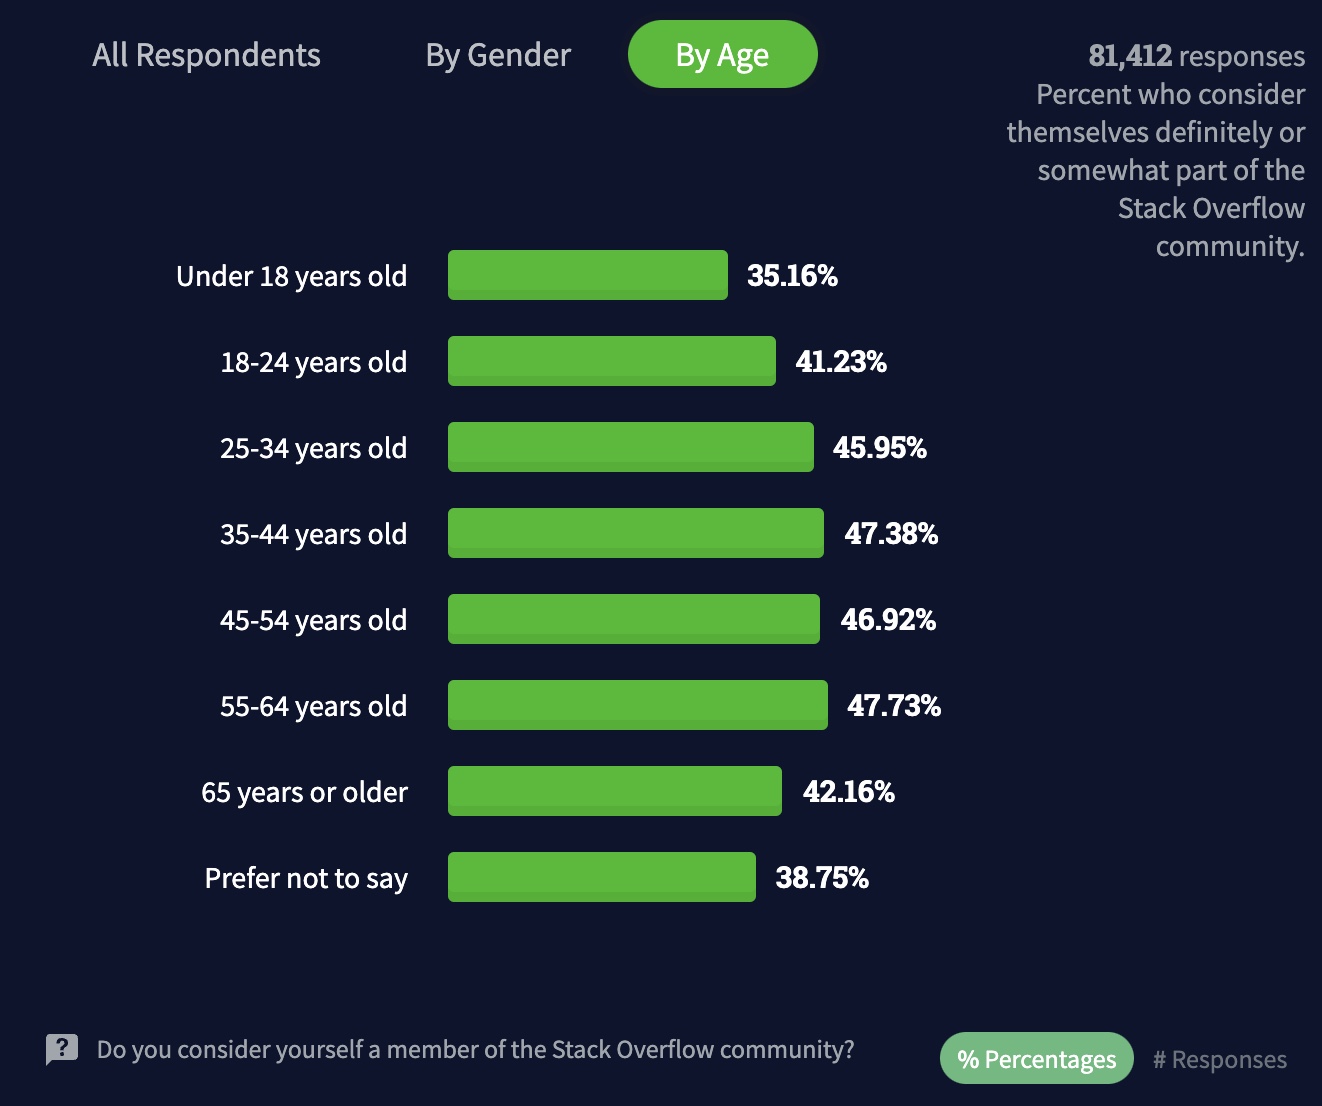 All Respondents By Gender By Age
81,412 responses
Percent who consider
themselves definitely or
somewhat part of the
Stack Overflow
community.
Under 18 years old 35.16%
18-24 years old 41.23%
25-34 years old 45.95%
35-44 years old 47.38%
45-54 years old 46.92%
55-64 years old 47.73%
65 years or older 42.16%
Prefer not to say 38.75%
? Do you consider yourself a member of the Stack Overflow community?
% Percentages # Responses